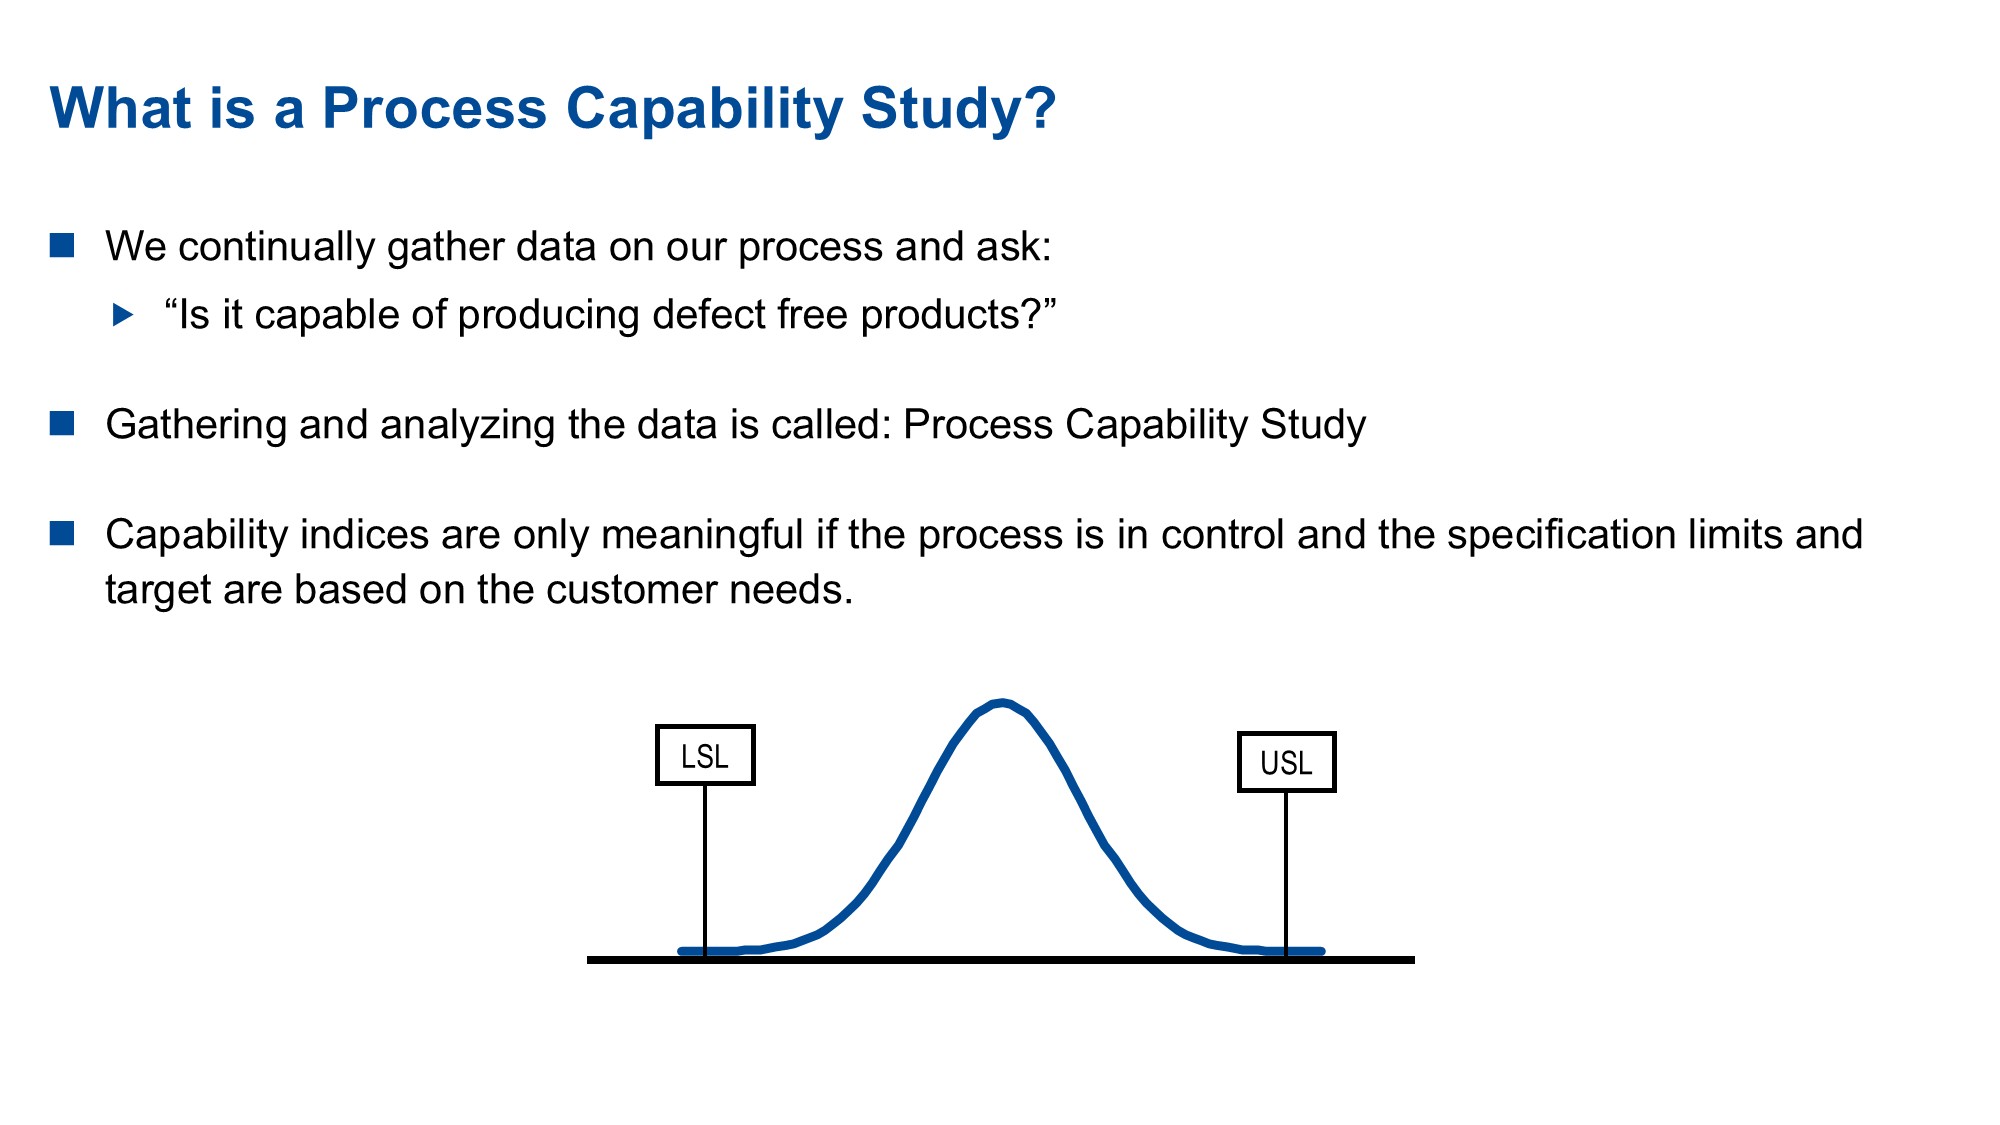 What is a Process Capability Study?
We continually gather data on our process and ask:
“Is it capable of producing defect free products?”
Gathering and analyzing the data is called: Process Capability Study
Capability indices are only meaningful if the process is in control and the specification limits and
target are based on the customer needs.
LSL
USL